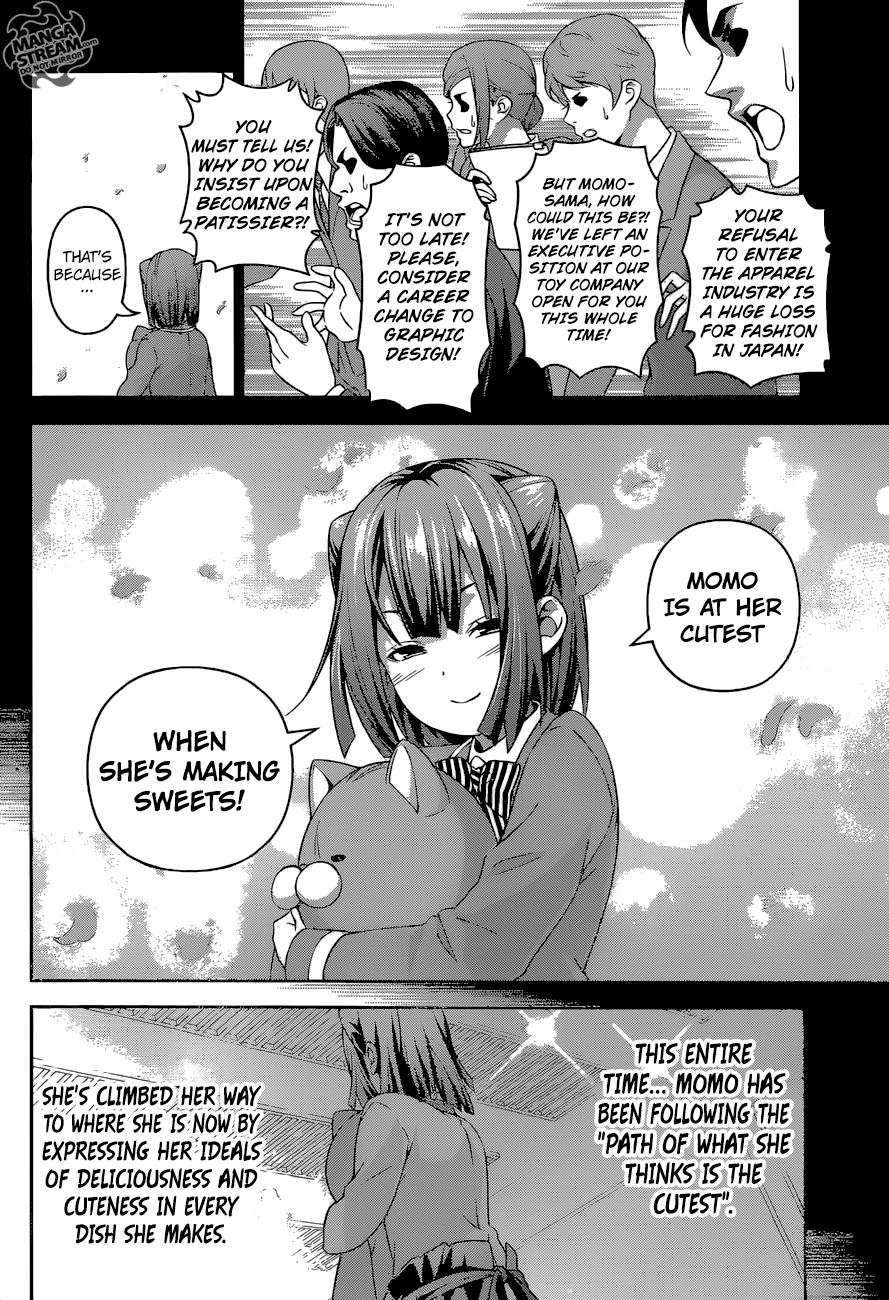 MANGA
STREAM.com
DO NOT MIRROR
YOUR
REFUSAL
TO ENTER
THE APPAREL
INDUSTRY IS
A HUGE LOSS
FOR FASHION
IN JAPAN!
BUT MOMO-
SAMA, HOW
COULD THIS BE?!
WE'VE LEFT AN
EXECUTIVE PO-
SITION AT OUR
TOY COMPANY
OPEN FOR YOU
THIS WHOLE
TIME!
IT'S NOT
TOO LATE!
PLEASE,
CONSIDER
A CAREER
CHANGE TO
GRAPHIC
DESIGN!
YOU
MUST TELL US!
WHY DO YOU
INSIST UPON
BECOMING A
PATISSIER?!
THAT'S
BECAUSE
...
MOMO
IS AT HER
CUTEST
WHEN
SHE'S MAKING
SWEETS!
THIS ENTIRE
TIME... MOMO HAS
BEEN FOLLOWING THE
"PATH OF WHAT SHE
THINKS IS THE
CUTEST".
SHE'S CLIMBED HER WAY
TO WHERE SHE IS NOW BY
EXPRESSING HER IDEALS
OF DELICIOUSNESS AND
CUTENESS IN EVERY
DISH SHE MAKES.